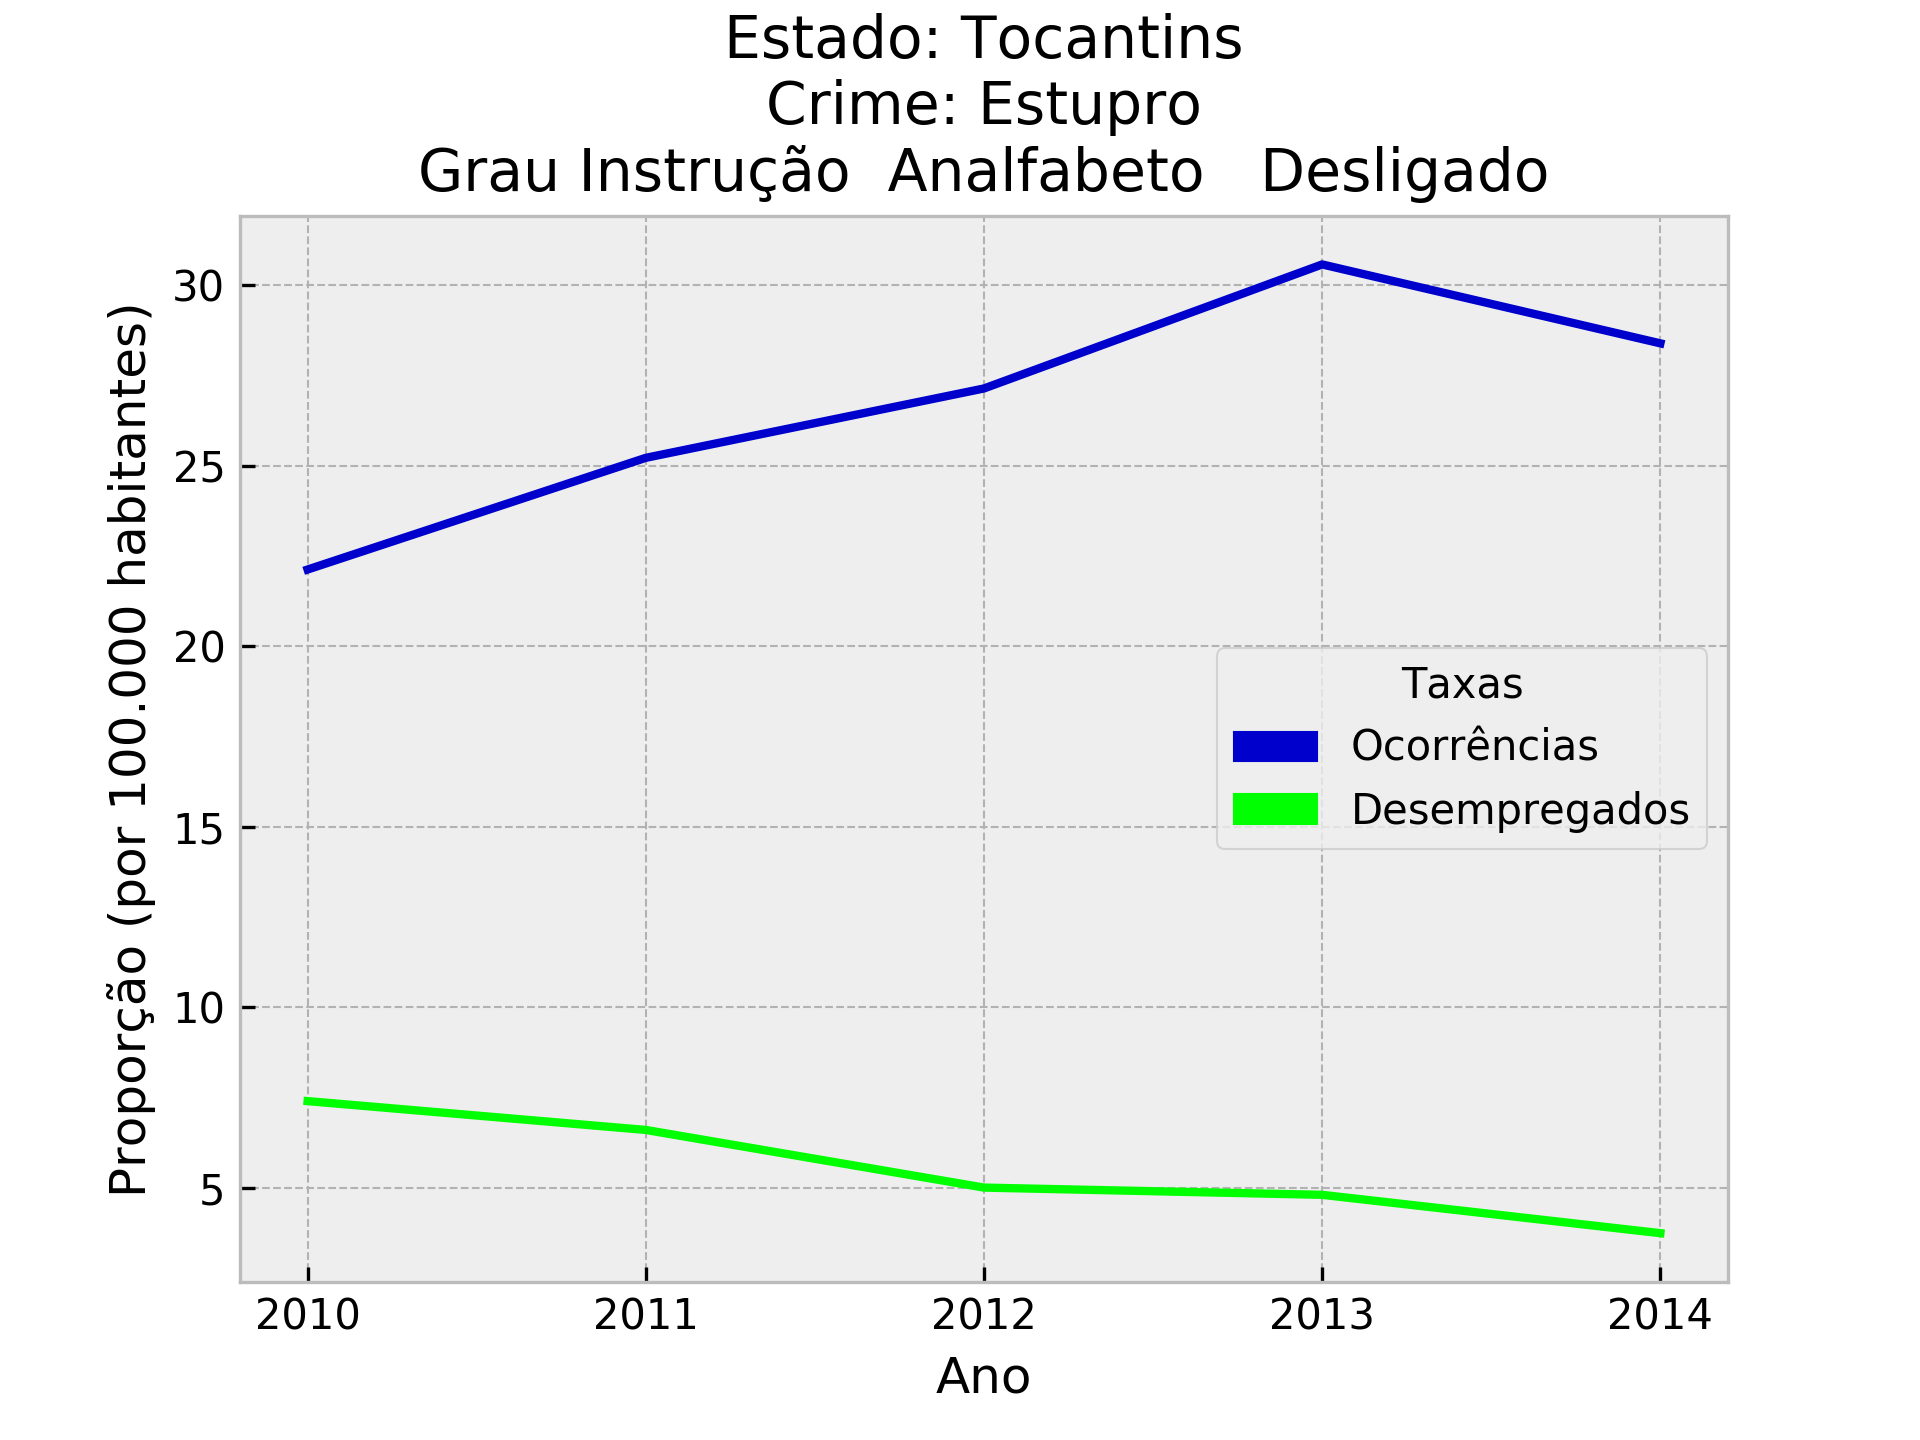 Estado: Tocantins
Crime: Estupro
Grau Instrução  Analfabeto   Desligado
Proporção (por 100.000 habitantes)
30
25
20
15
10
5
Taxas
Ocorrências
Desempregados
2010 2011 2012 2013 2014
Ano